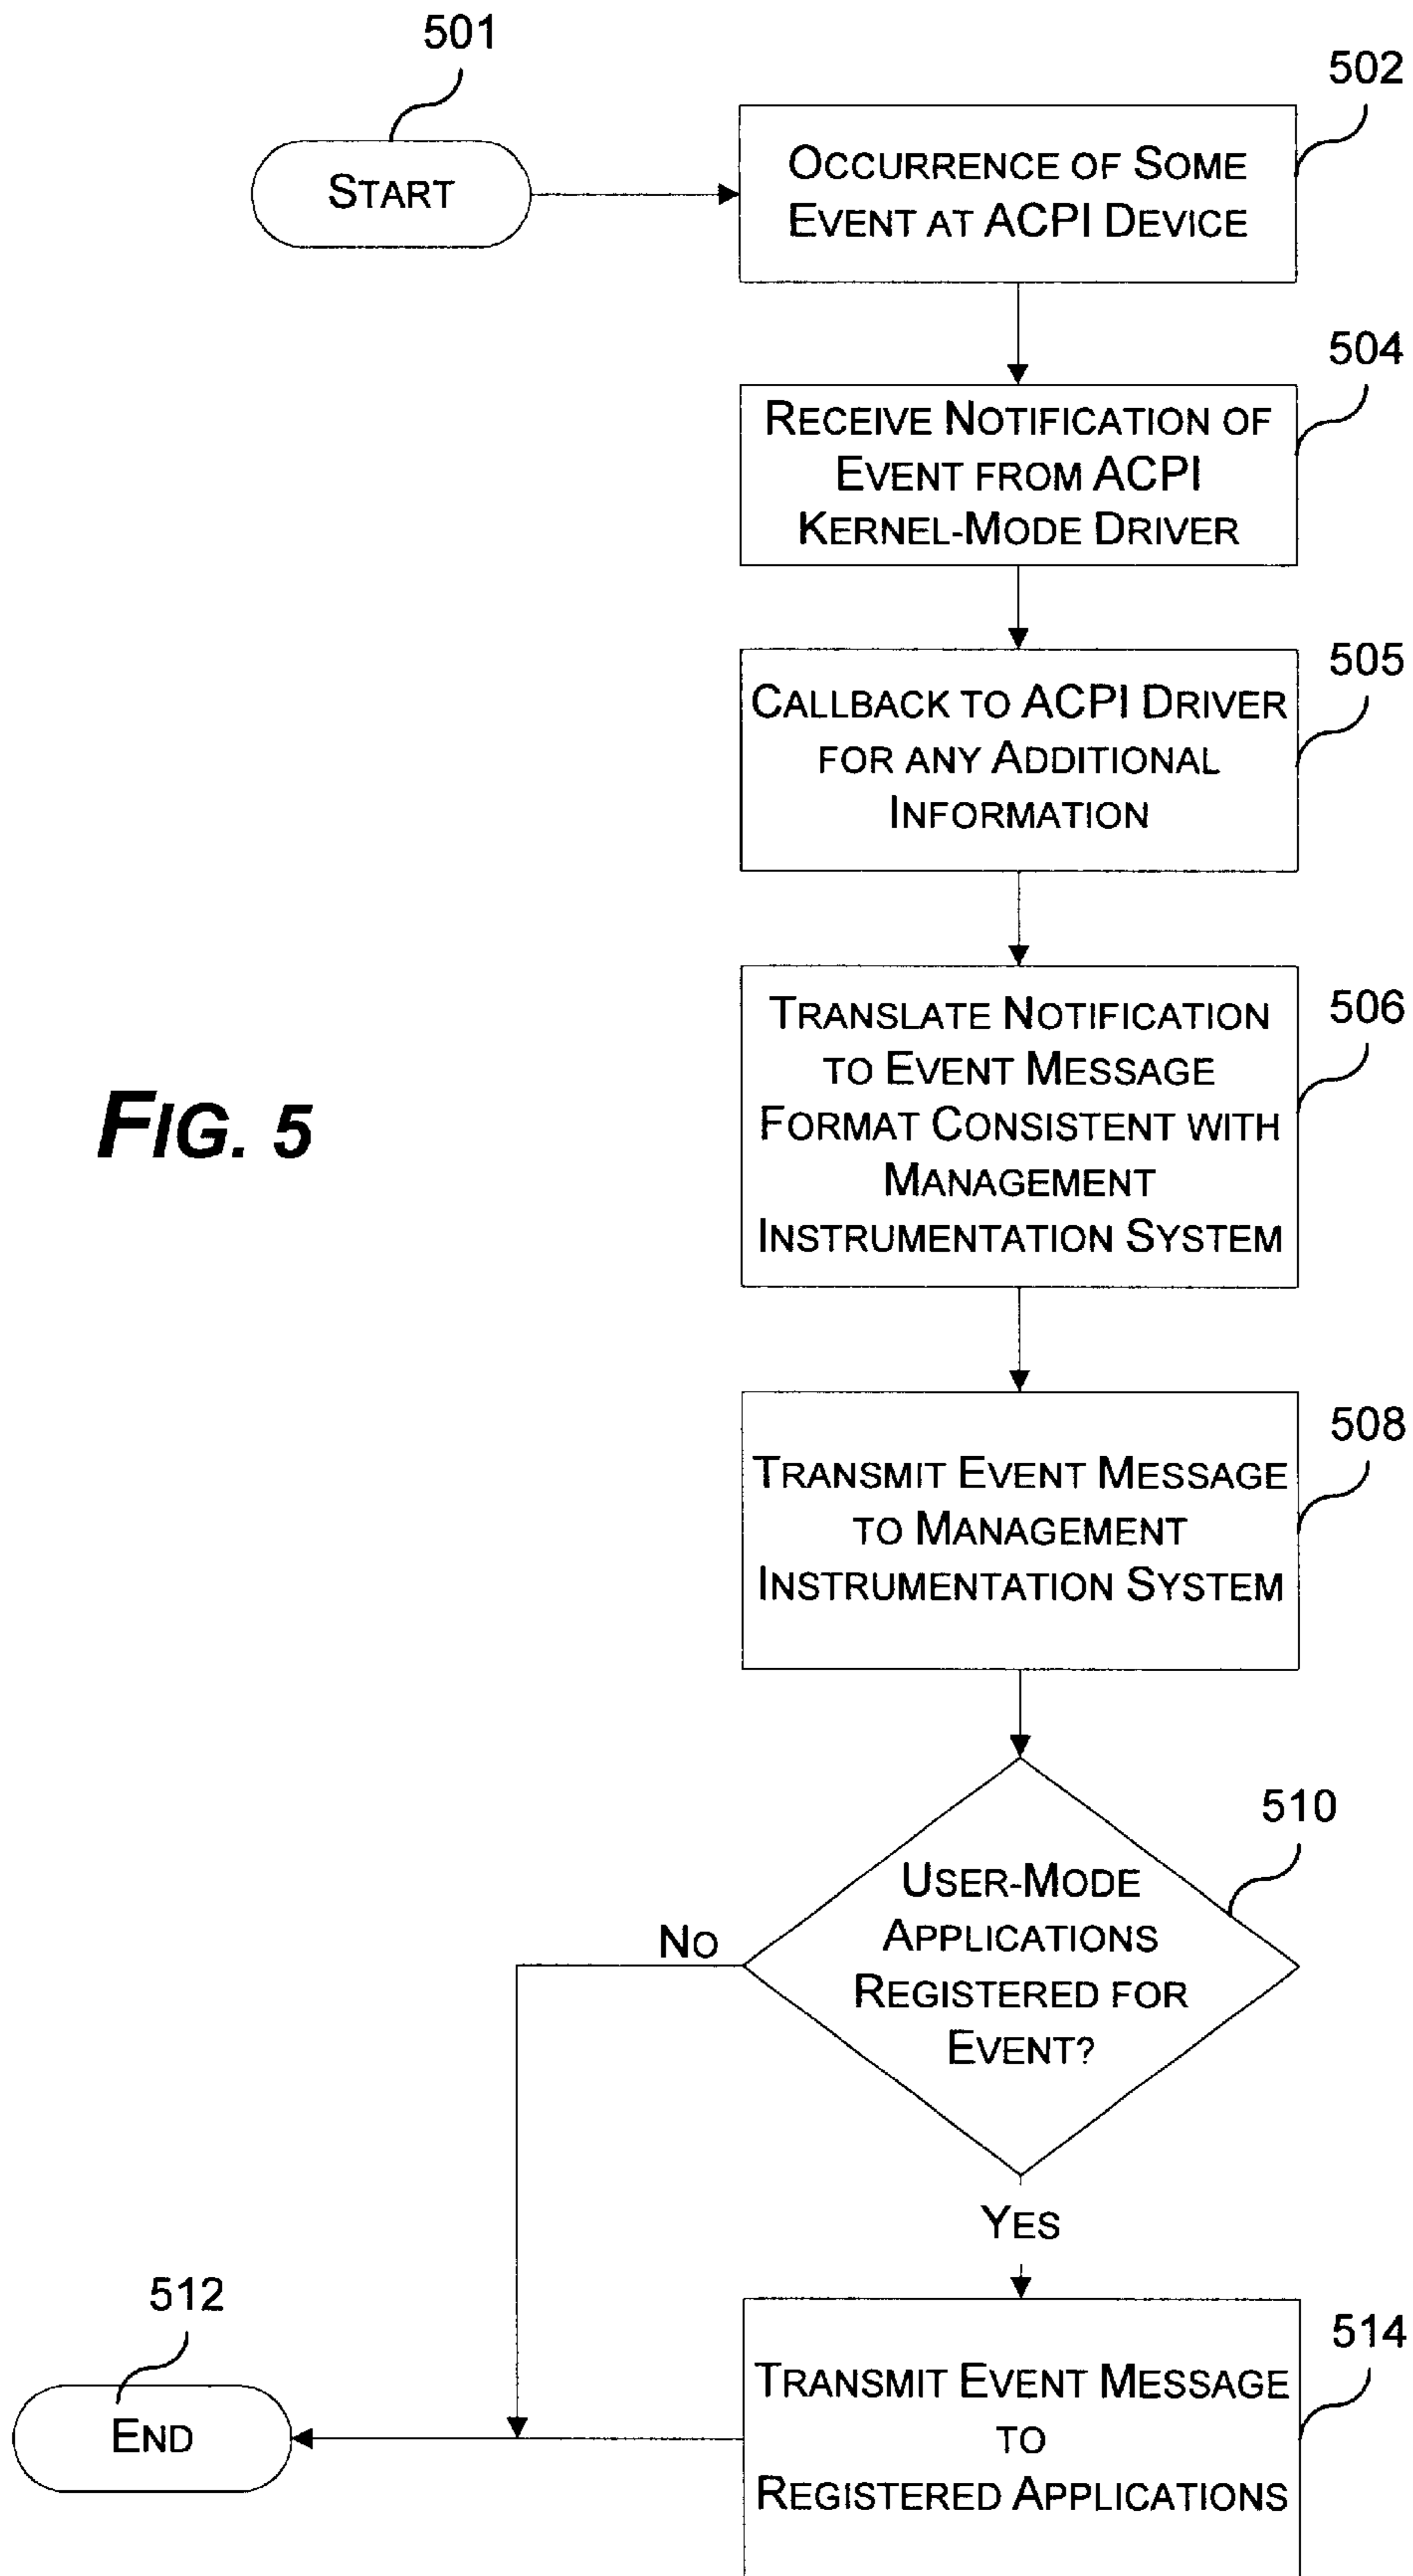 501
START
502
OCCURRENCE OF SOME
EVENT AT ACPI DEVICE
504
RECEIVE NOTIFICATION OF
EVENT FROM ACPI
KERNEL-MODE DRIVER
505
CALLBACK TO ACPI DRIVER
FOR ANY ADDITIONAL
INFORMATION
506
TRANSLATE NOTIFICATION
TO EVENT MESSAGE
FORMAT CONSISTENT WITH
MANAGEMENT
INSTRUMENTATION SYSTEM
FIG. 5
508
TRANSMIT EVENT MESSAGE
TO MANAGEMENT
INSTRUMENTATION SYSTEM
510
USER-MODE
APPLICATIONS
REGISTERED FOR
EVENT?
NO
YES
512
END
514
TRANSMIT EVENT MESSAGE
TO
REGISTERED APPLICATIONS